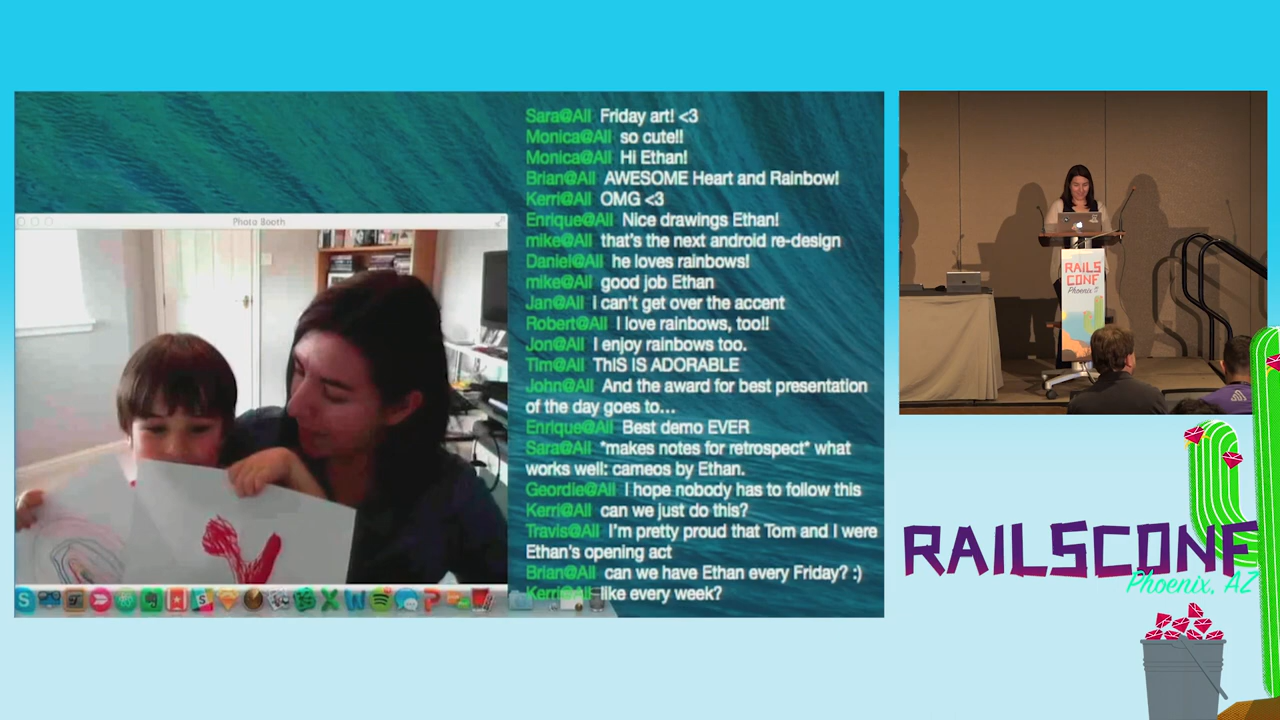 Sara@All Friday art! <3
Monica@All so cute!!
Monica@All Hi Ethan!
Brian@All AWESOME Heart and Rainbow!
Kerri@All OMG <3
Enrique@All Nice drawings Ethan!
mike@All that's the next android re-design
Daniel@All he loves rainbows!
mike@All good job Ethan
Jan@All I can't get over the accent
Robert@All I love rainbows, too!!
Jon@All I enjoy rainbows too.
Tim@All ThIS IS ADORABLE
John@All And the award for best presentation
of the day goes to...
Enrique@All Best demo EVER
Sara@All *makes notes for retrospect* what
works well: cameos by Ethan.
Geordie@All I hope nobody has to follow this
Kerri@All can we just do this?
Travis@All I'm pretty proud that Tom and I were
Ethan's opening act
Brian@All can we have Ethan every Friday? :)
Kerri@All like every week?
Photo Booth
RAILS
CONF
Phoenix, AZ
RAILSCONF
Phoenix, AZ